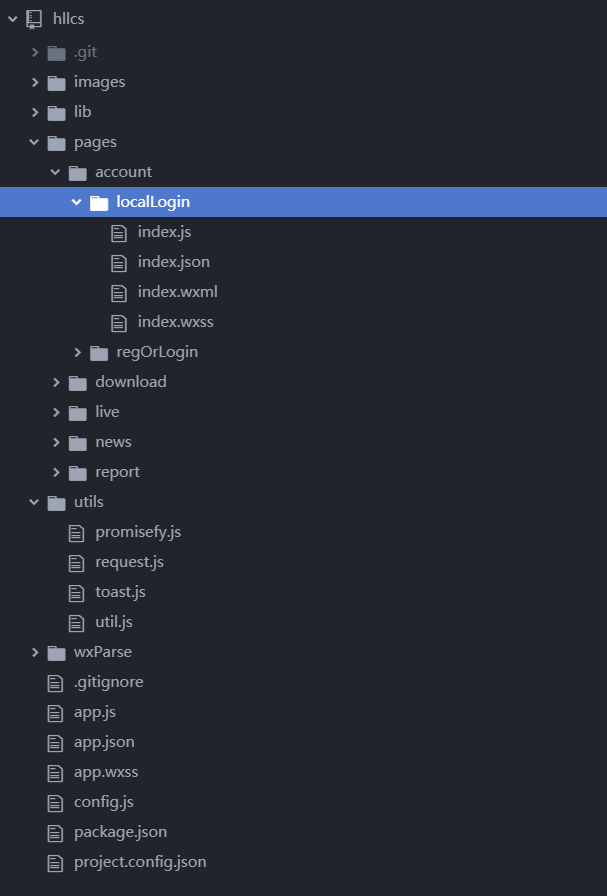 hllcs
.git
images
lib
pages
account
localLogin
index.js
index.json
index.wxml
index.wxss
regOrLogin
download
live
news
report
utils
promisefy.js
request.js
toast.js
util.js
wxParse
.gitignore
app.js
app.json
app.wxss
config.js
package.json
project.config.json